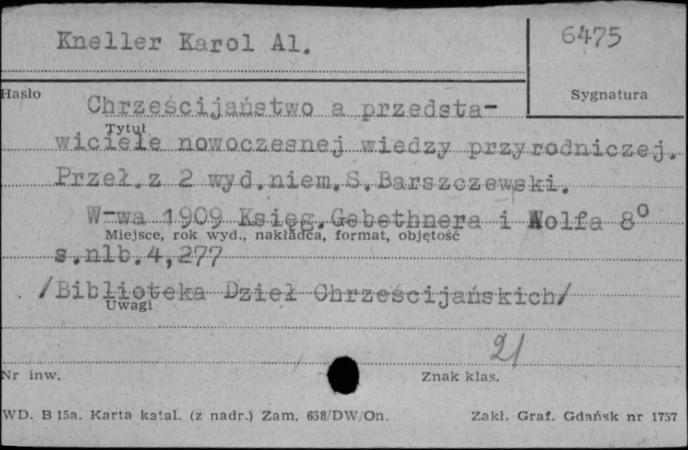 Kneller Karol Al.
6475
Hasło
Sygnatura
Chrześcijaństwo a przedsta-
Tytuł
wiciele nowoczesnej wiedzy przyrodniczej.
Przeł.z 2 wyd.niem.S.Barszczewski.
W-wa 1909 Księg.Gebethnera i Wolfa 8⁰
Miejsce, rok wyd., nakładca, format, objętość
s.nlb.4,277
/Biblioteka Dzieł Chrześcijańskich/
Uwagi
21
Nr inw.
Znak klas.
WD. B 15a. Karta katal. (z nadr.) Zam. 658/DW/On.
Zakł. Graf. Gdańsk nr 1757